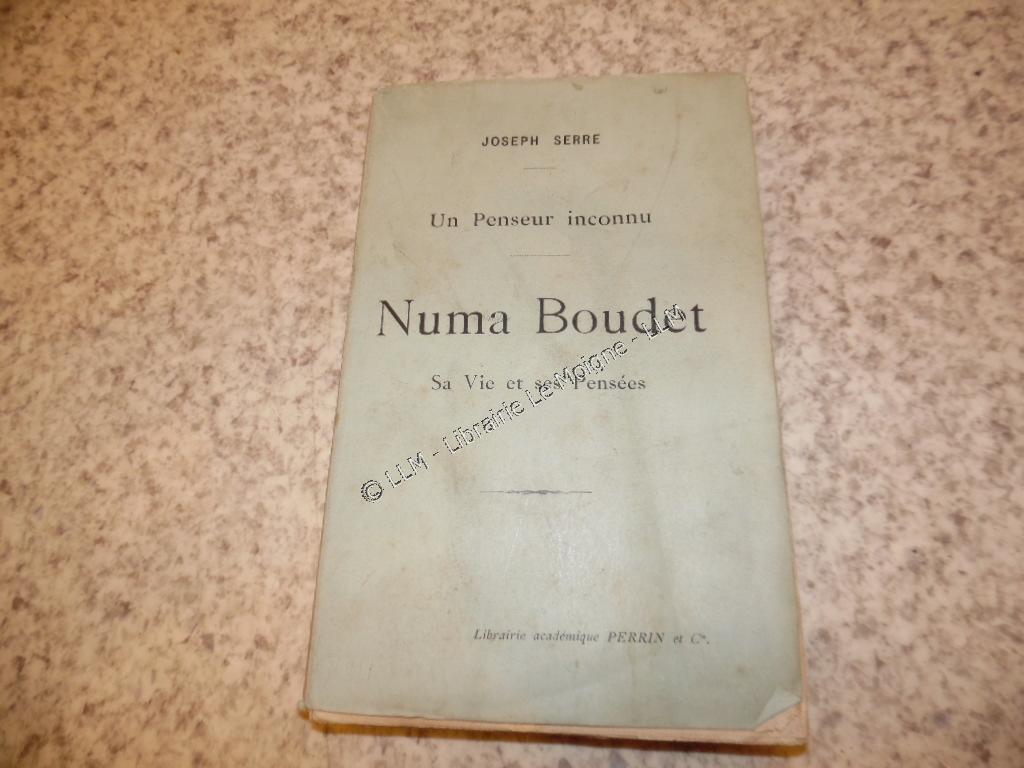 JOSEPH SERRE
Un Penseur inconnu
Numa Boudet
Sa Vie et ses Pensées
© LLM - Librairie Le Moigne - LLM
Librairie académique PERRIN et Cie.